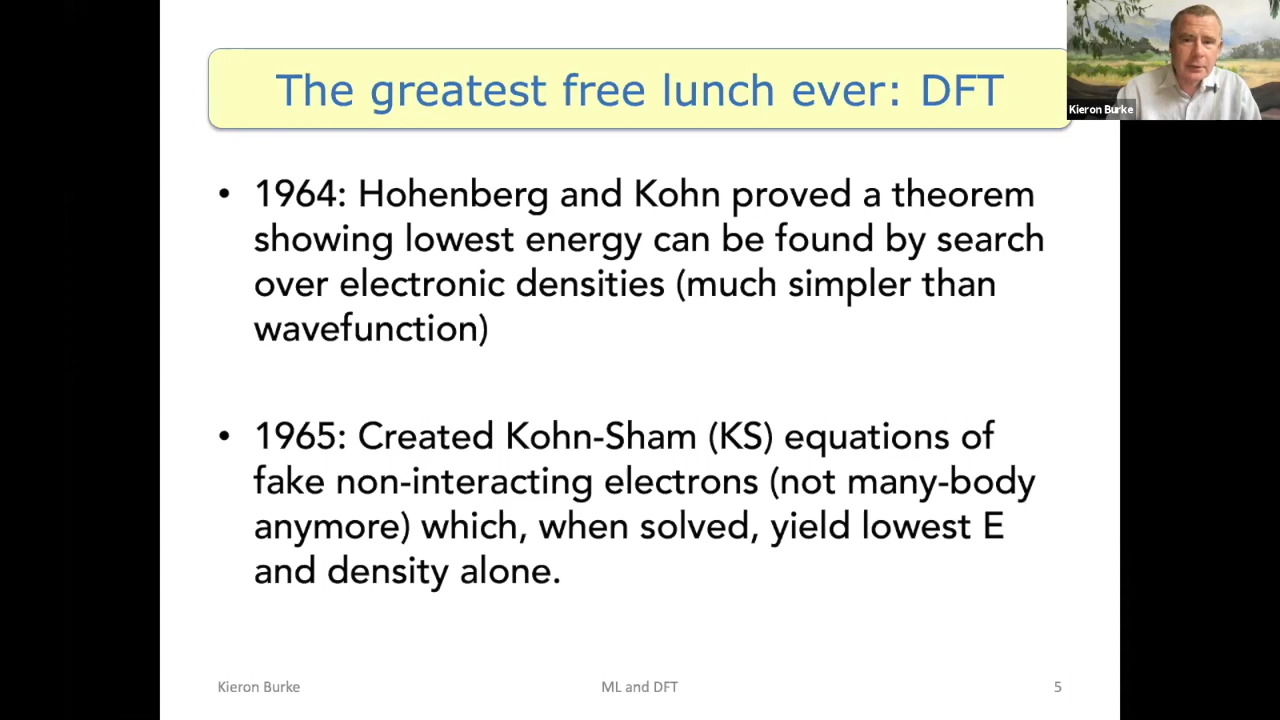 The greatest free lunch ever: DFT
Kieron Burke
• 1964: Hohenberg and Kohn proved a theorem
showing lowest energy can be found by search
over electronic densities (much simpler than
wavefunction)
• 1965: Created Kohn-Sham (KS) equations of
fake non-interacting electrons (not many-body
anymore) which, when solved, yield lowest E
and density alone.
Kieron Burke
ML and DFT
5